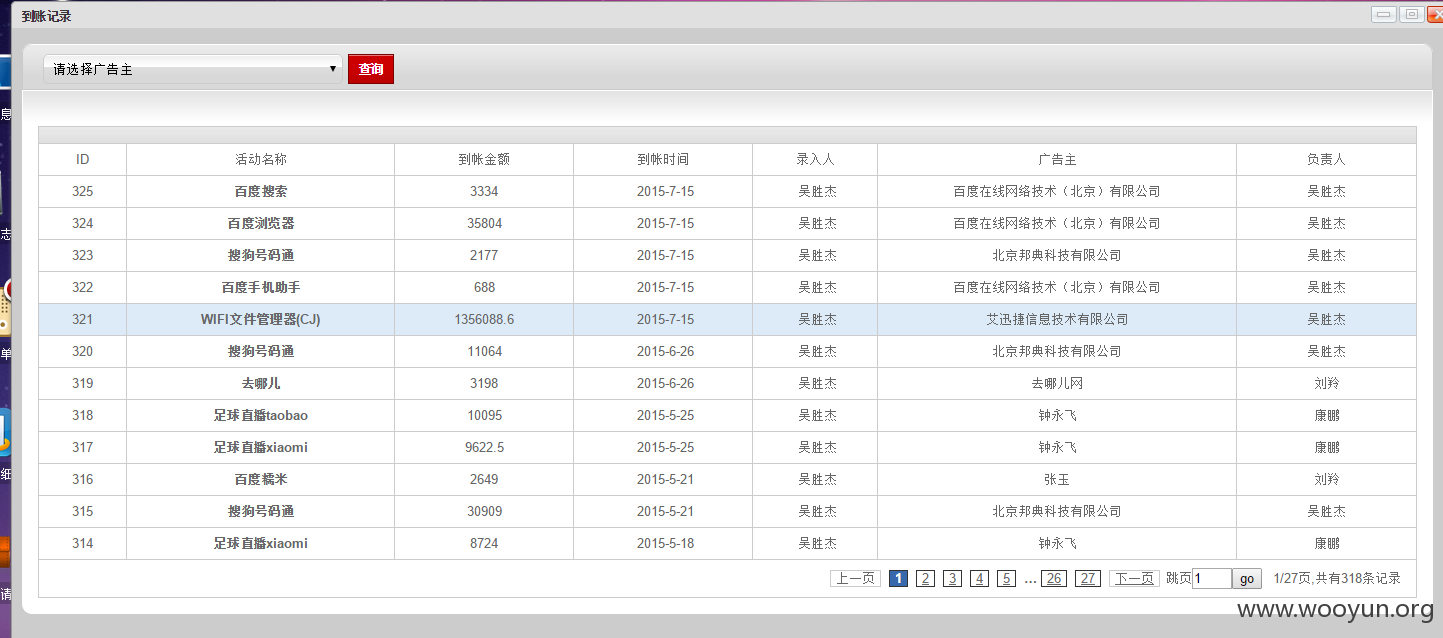 到账记录
息
请选择广告主 ▼ 查询
ID 活动名称 到帐金额 到帐时间 录入人 广告主 负责人
325 百度搜索 3334 2015-7-15 吴胜杰 百度在线网络技术（北京）有限公司 吴胜杰
324 百度浏览器 35804 2015-7-15 吴胜杰 百度在线网络技术（北京）有限公司 吴胜杰
志
323 搜狗号码通 2177 2015-7-15 吴胜杰 北京邦典科技有限公司 吴胜杰
322 百度手机助手 688 2015-7-15 吴胜杰 百度在线网络技术（北京）有限公司 吴胜杰
321 WIFI文件管理器(CJ) 1356088.6 2015-7-15 吴胜杰 艾迅捷信息技术有限公司 吴胜杰
单
320 搜狗号码通 11064 2015-6-26 吴胜杰 北京邦典科技有限公司 吴胜杰
319 去哪儿 3198 2015-6-26 吴胜杰 去哪儿网 刘羚
318 足球直播taobao 10095 2015-5-25 吴胜杰 钟永飞 康鹏
317 足球直播xiaomi 9622.5 2015-5-25 吴胜杰 钟永飞 康鹏
细
316 百度糯米 2649 2015-5-21 吴胜杰 张玉 刘羚
315 搜狗号码通 30909 2015-5-21 吴胜杰 北京邦典科技有限公司 吴胜杰
314 足球直播xiaomi 8724 2015-5-18 吴胜杰 钟永飞 康鹏
上一页 1 2 3 4 5 ... 26 27 下一页 跳页 1 go 1/27页,共有318条记录
请
www.wooyun.org